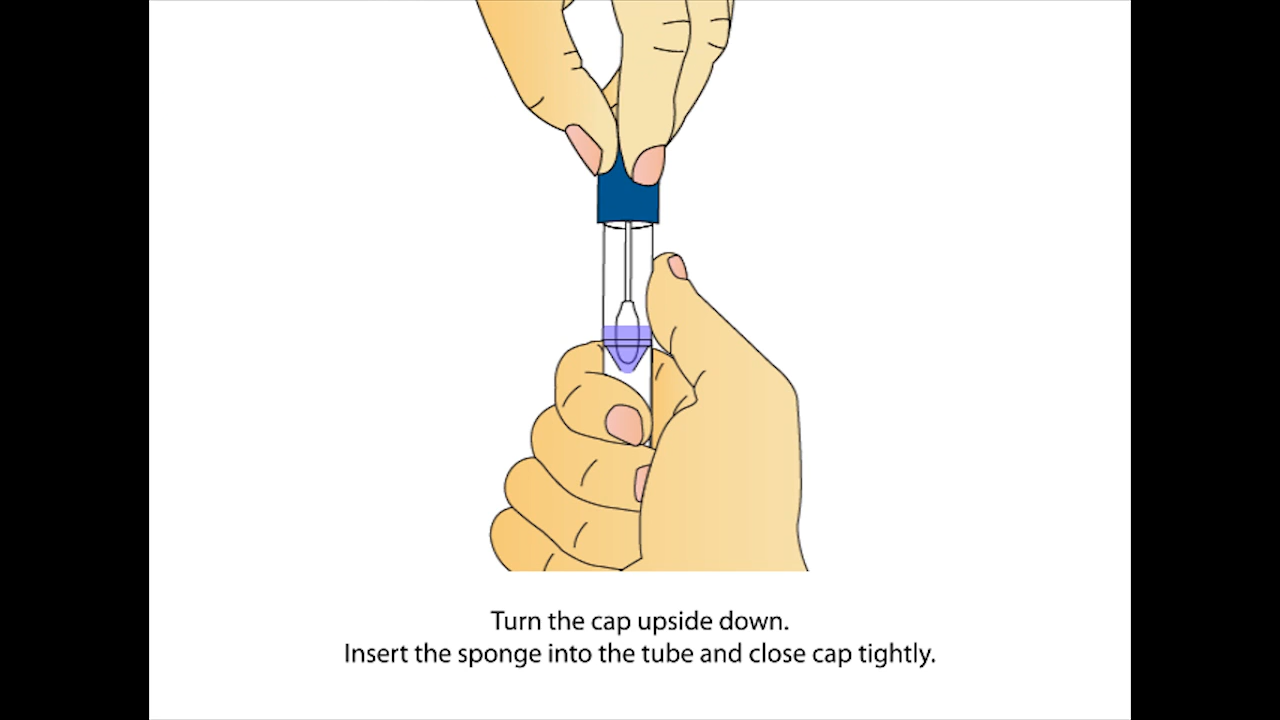 Turn the cap upside down.
Insert the sponge into the tube and close cap tightly.